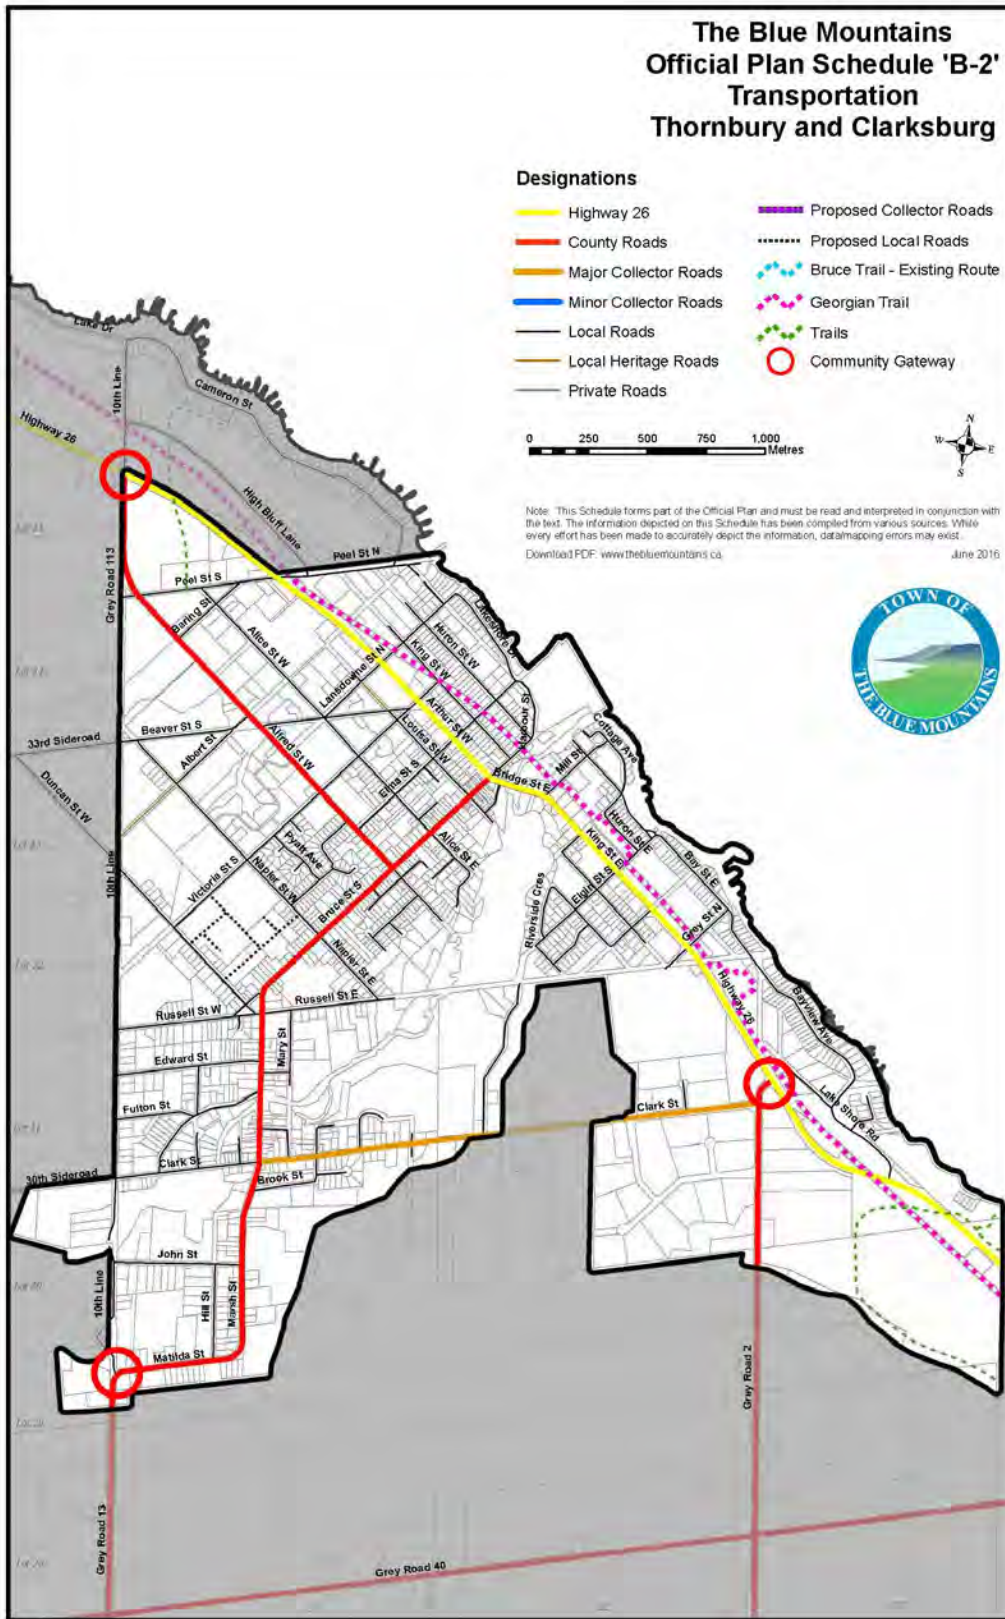 The Blue Mountains
Official Plan Schedule 'B-2'
Transportation
Thornbury and Clarksburg
Designations
Highway 26
County Roads
Major Collector Roads
Minor Collector Roads
Local Roads
Local Heritage Roads
Private Roads
Proposed Collector Roads
Proposed Local Roads
Bruce Trail - Existing Route
Georgian Trail
Trails
Community Gateway
0 250 500 750 1,000
Metres
N
W E
S
Note: This Schedule forms part of the Official Plan and must be read and interpreted in conjunction with
the text. The information depicted on this Schedule has been compiled from various sources. While
every effort has been made to accurately depict the information, data/mapping errors may exist.
Download PDF: www.thebluemountains.ca
June 2016
TOWN OF
THE BLUE MOUNTAINS
Lake Dr
10th Line
Cameron St
Highway 26
High Bluff Lane
Peel St N
Grey Road 113
Peel St S
Baring St
Alice St W
Lansdowne St N
Huron St W
King St W
Lakeshore Dr
Arthur St W
Louisa St W
Harbour St
Beaver St S
33rd Sideroad
Albert St
Alfred St W
Elma St S
Cottage Ave
Mill St
Bridge St E
Duncan St W
Huron St E
Pyatt Ave
Alice St E
King St E
Bay St E
Victoria St S
Napier St W
Elgin St S
10th Line
Bruce St S
Riverside Cres
Grey St N
Napier St E
Highway 26
Russell St E
Russell St W
Bayview Ave
Mary St
Edward St
Fulton St
Clark St
Lake Shore Rd
Clark St
30th Sideroad
Brook St
John St
10th Line
Hill St
Marsh St
Matilda St
Grey Road 2
Grey Road 13
Grey Road 40